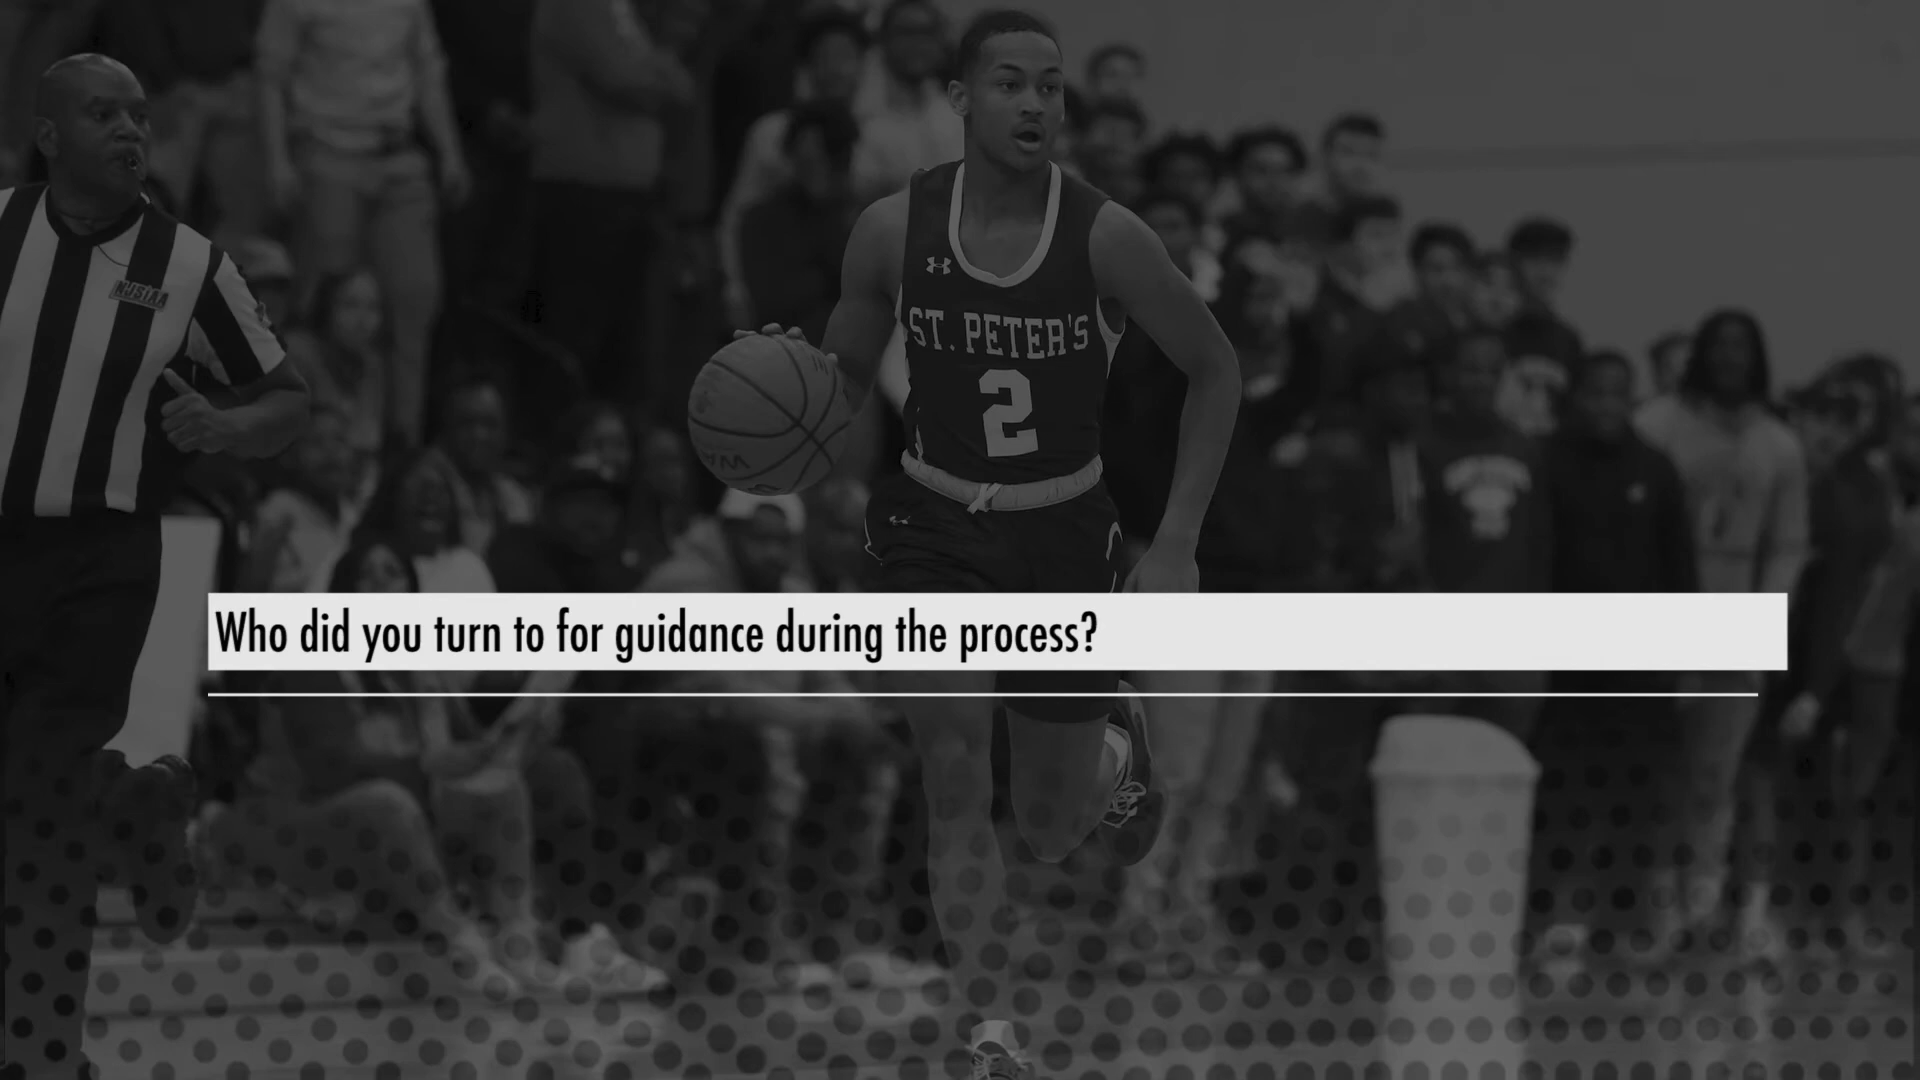 NJSIAA
ST. PETER'S
2
Who did you turn to for guidance during the process?